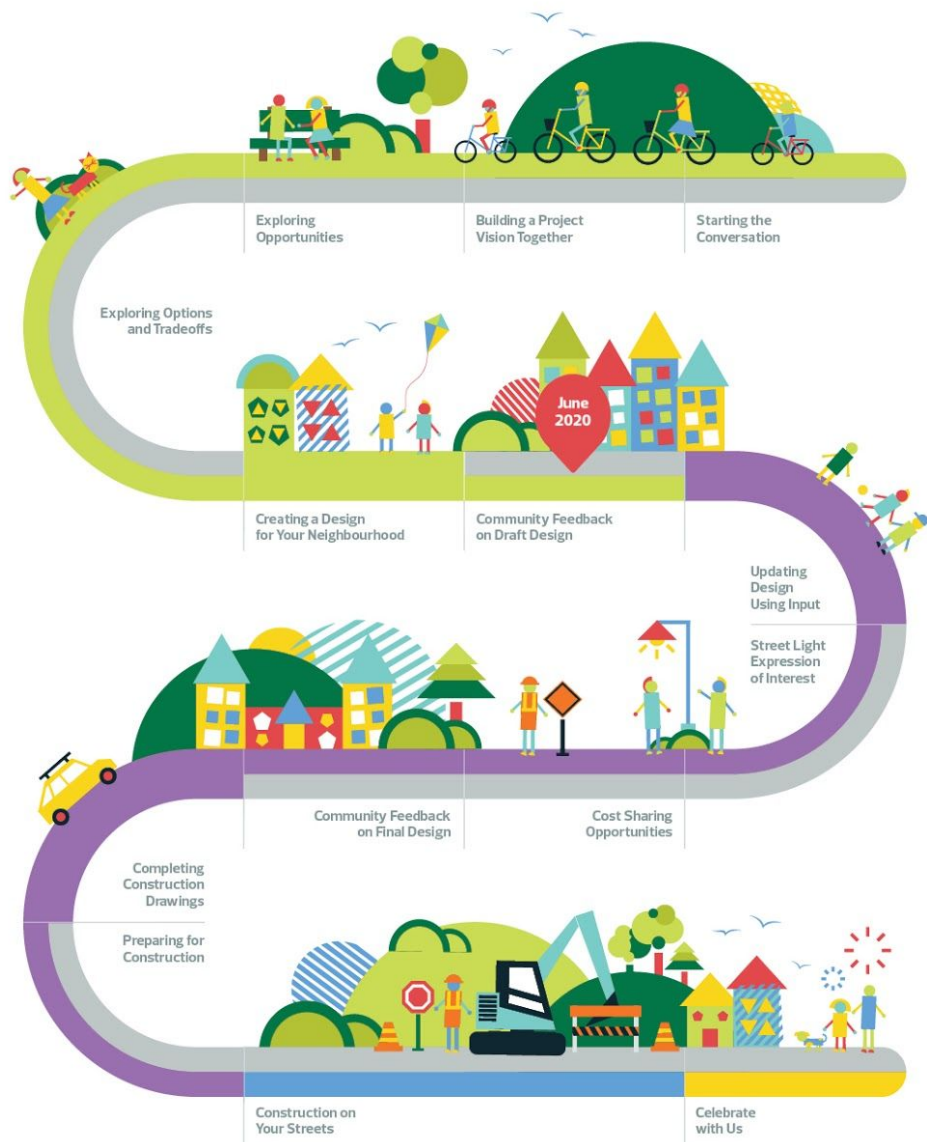 Exploring
Opportunities
Building a Project
Vision Together
Starting the
Conversation
Exploring Options
and Tradeoffs
June
2020
Creating a Design
for Your Neighbourhood
Community Feedback
on Draft Design
Updating
Design
Using Input
Street Light
Expression
of Interest
Community Feedback
on Final Design
Cost Sharing
Opportunities
Completing
Construction
Drawings
Preparing for
Construction
Construction on
Your Streets
Celebrate
with Us